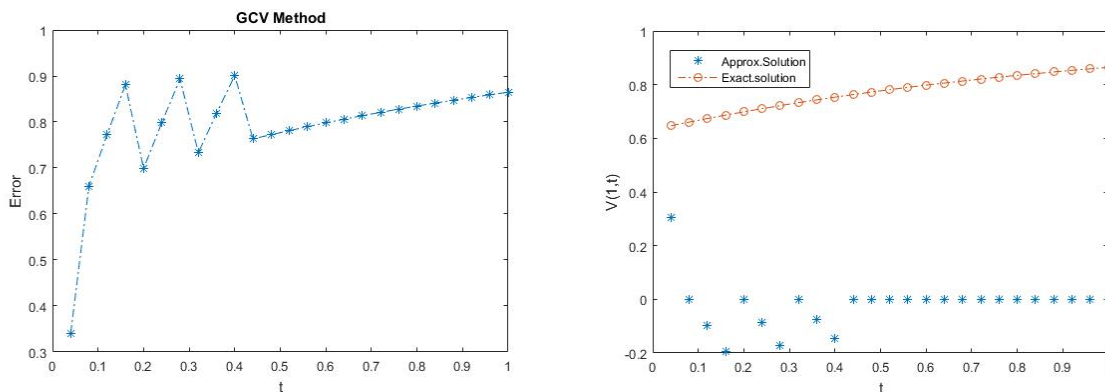 GCV Method
1
0.9
0.8
0.7
0.6
0.5
0.4
0.3
Error
0.1 0.2 0.3 0.4 0.5 0.6 0.7 0.8 0.9 1
t
1
0.8
0.6
0.4
0.2
0
-0.2
V(1,t)
Approx.Solution
Exact.solution
0 0.1 0.2 0.3 0.4 0.5 0.6 0.7 0.8 0.9
t